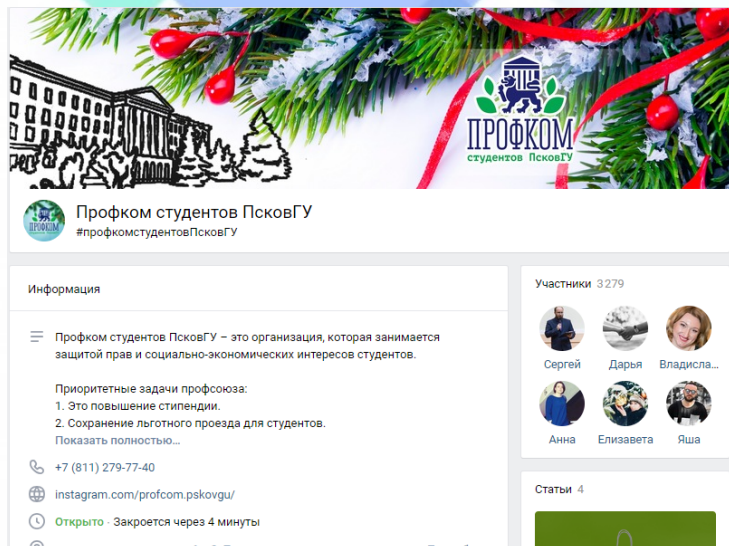 ПРОФКОМ
студентов ПсковГУ
ПРОФКОМ
Профком студентов ПсковГУ
#профкомстудентовПсковГУ
Информация
Профком студентов ПсковГУ – это организация, которая занимается
защитой прав и социально-экономических интересов студентов.
Приоритетные задачи профсоюза:
1. Это повышение стипендии.
2. Сохранение льготного проезда для студентов.
Показать полностью…
+7 (811) 279-77-40
instagram.com/profcom.pskovgu/
Открыто · Закроется через 4 минуты
Участники 3 279
Сергей Дарья Владисла...
Анна Елизавета Яша
Статьи 4